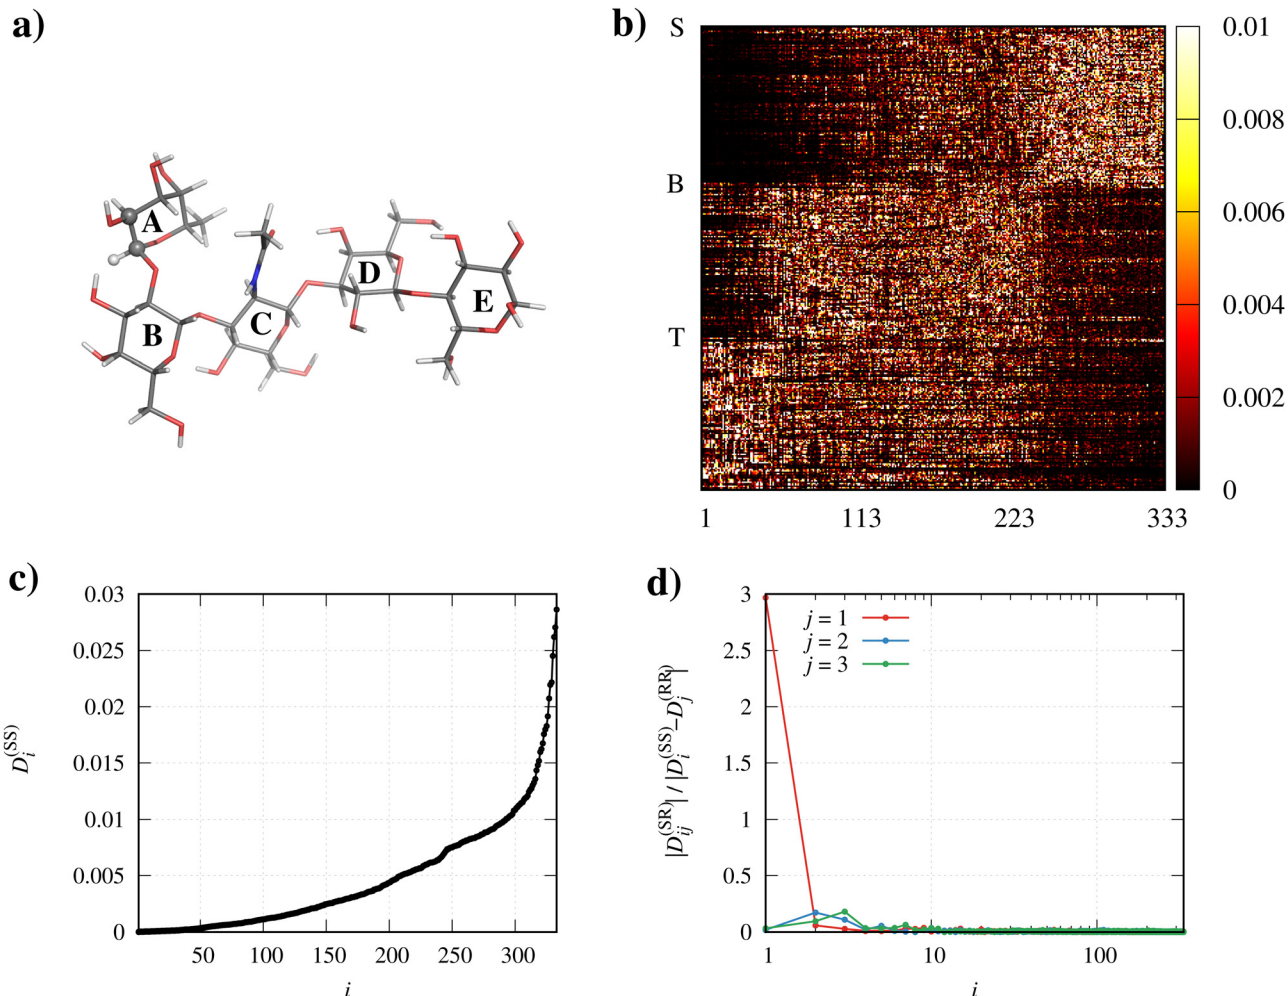 a)
A
B
C
D
E
b)
S
B
T
1
113
223
333
0.01
0.008
0.006
0.004
0.002
0
c)
0.03
0.025
0.02
0.015
0.01
0.005
0
D_i^(SS)
50
100
150
200
250
300
i
d)
3
2.5
2
1.5
1
0.5
0
|D_ij^(SR)| / |D_i^(SS)−D_j^(RR)|
j = 1
j = 2
j = 3
1
10
100
i